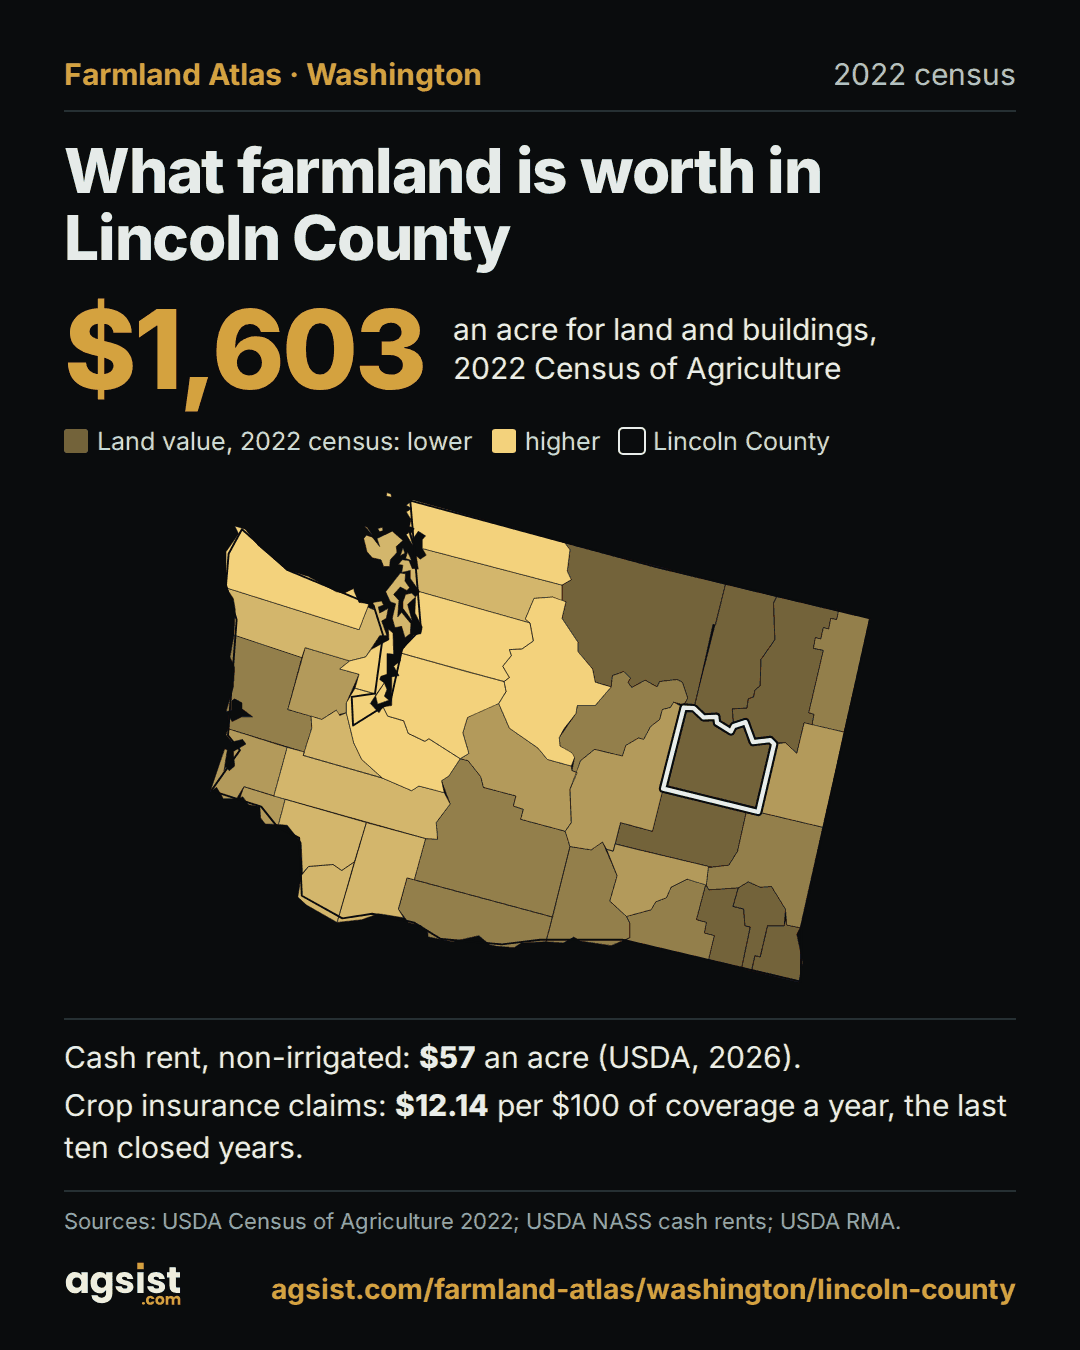 Farmland Atlas · Washington
2022 census
What farmland is worth in
Lincoln County
$1,603
an acre for land and buildings,
2022 Census of Agriculture
Land value, 2022 census: lower
higher
Lincoln County
Cash rent, non-irrigated: $57 an acre (USDA, 2026).
Crop insurance claims: $12.14 per $100 of coverage a year, the last
ten closed years.
Sources: USDA Census of Agriculture 2022; USDA NASS cash rents; USDA RMA.
agsist
.com
agsist.com/farmland-atlas/washington/lincoln-county